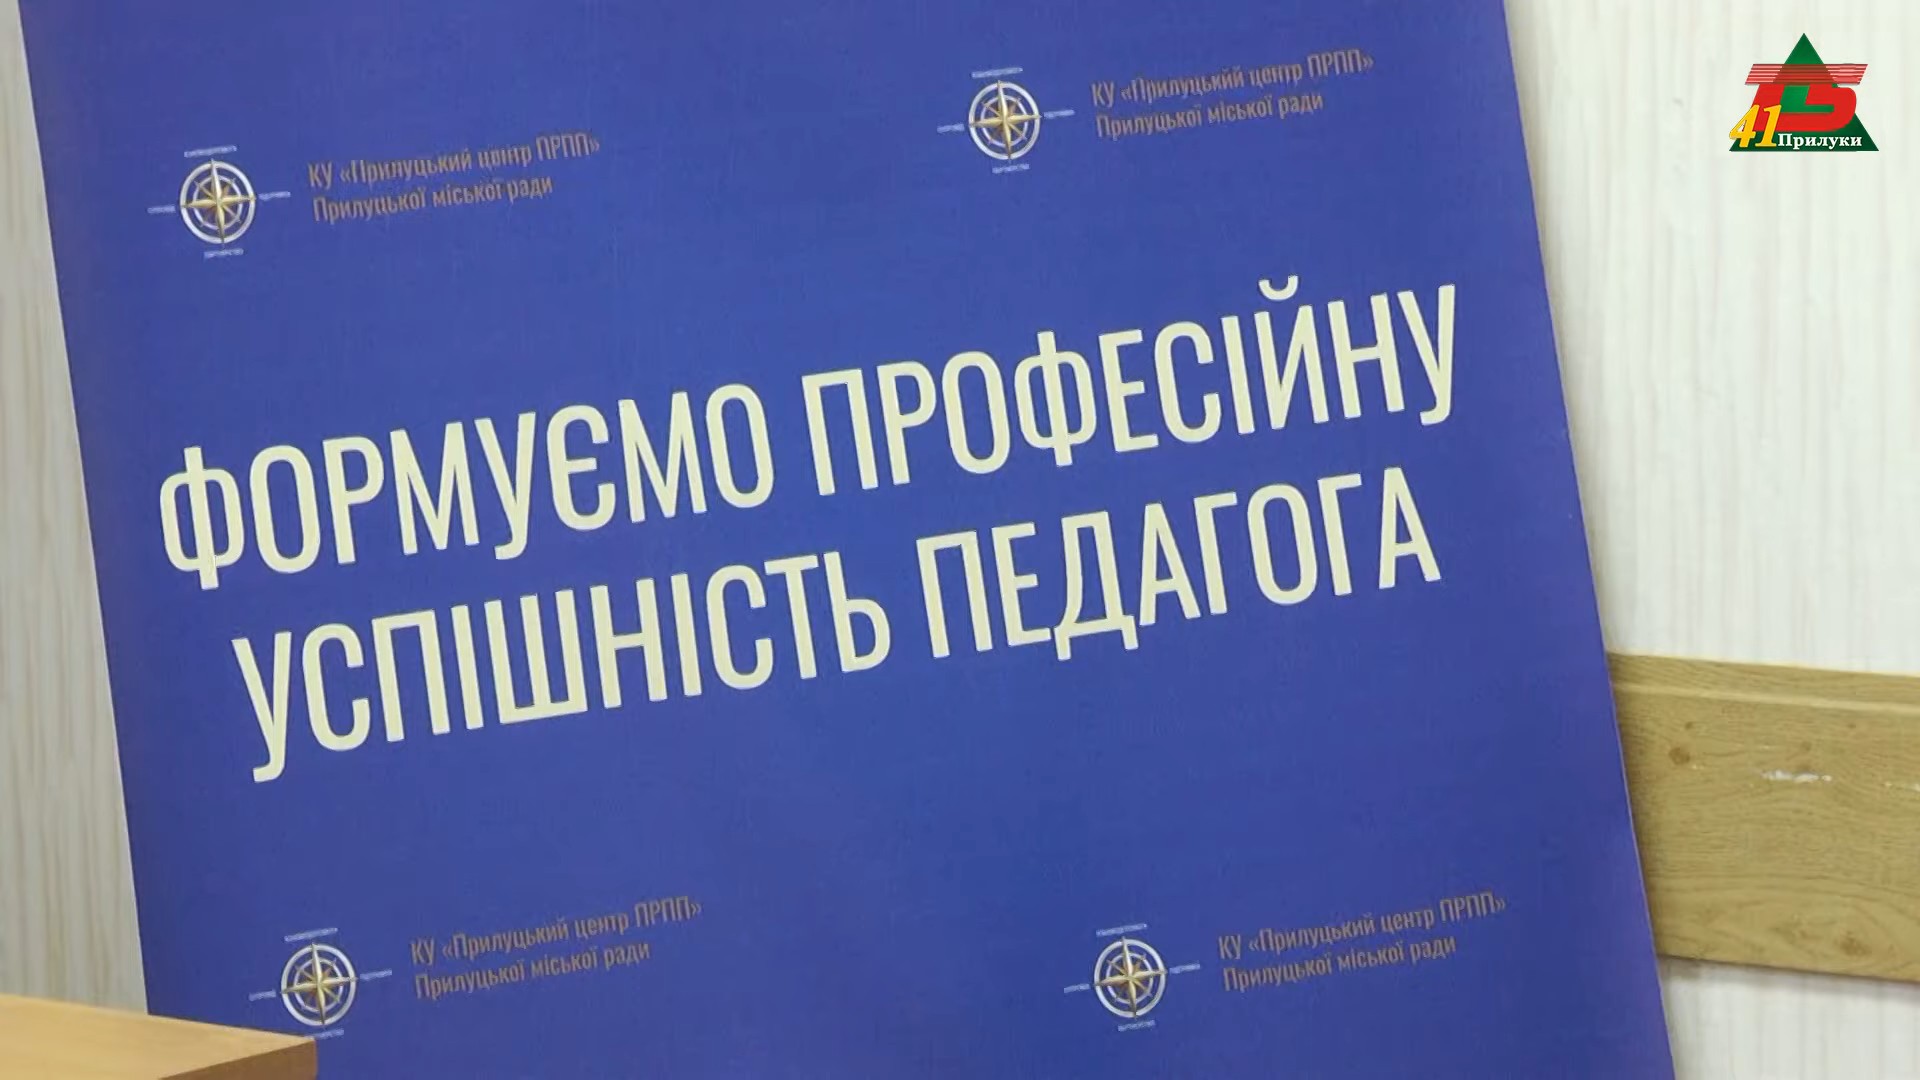 КУ «Прилуцький центр ПРПП»
Прилуцької міської ради
КУ «Прилуцький центр ПРПП»
Прилуцької міської ради
41 Прилуки
ФОРМУЄМО ПРОФЕСІЙНУ
УСПІШНІСТЬ ПЕДАГОГА
КУ «Прилуцький центр ПРПП»
Прилуцької міської ради
КУ «Прилуцький центр ПРПП»
Прилуцької міської ради